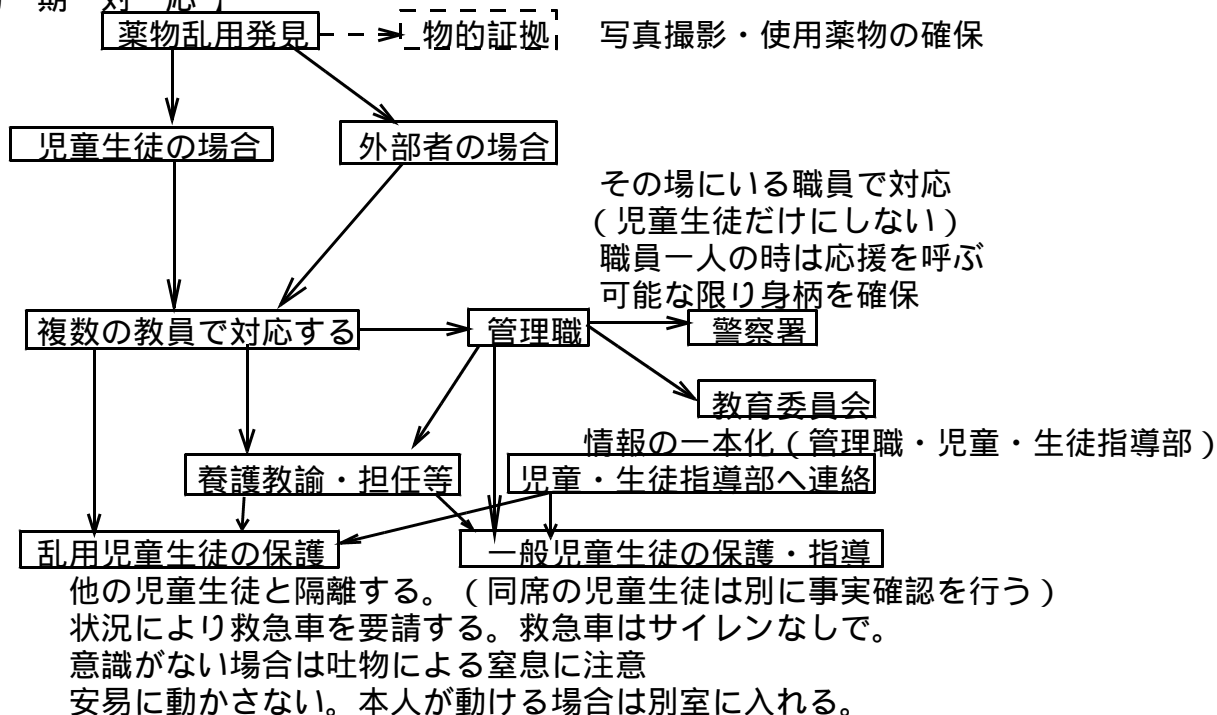 期 対 応 】
薬物乱用発見 物的証拠 写真撮影・使用薬物の確保
児童生徒の場合 外部者の場合
その場にいる職員で対応
(児童生徒だけにしない)
職員一人の時は応援を呼ぶ
可能な限り身柄を確保
複数の教員で対応する 管理職 警察署
教育委員会
情報の一本化(管理職・児童・生徒指導部)
養護教諭・担任等 児童・生徒指導部へ連絡
乱用児童生徒の保護 一般児童生徒の保護・指導
他の児童生徒と隔離する。(同席の児童生徒は別に事実確認を行う)
状況により救急車を要請する。救急車はサイレンなしで。
意識がない場合は吐物による窒息に注意
安易に動かさない。本人が動ける場合は別室に入れる。